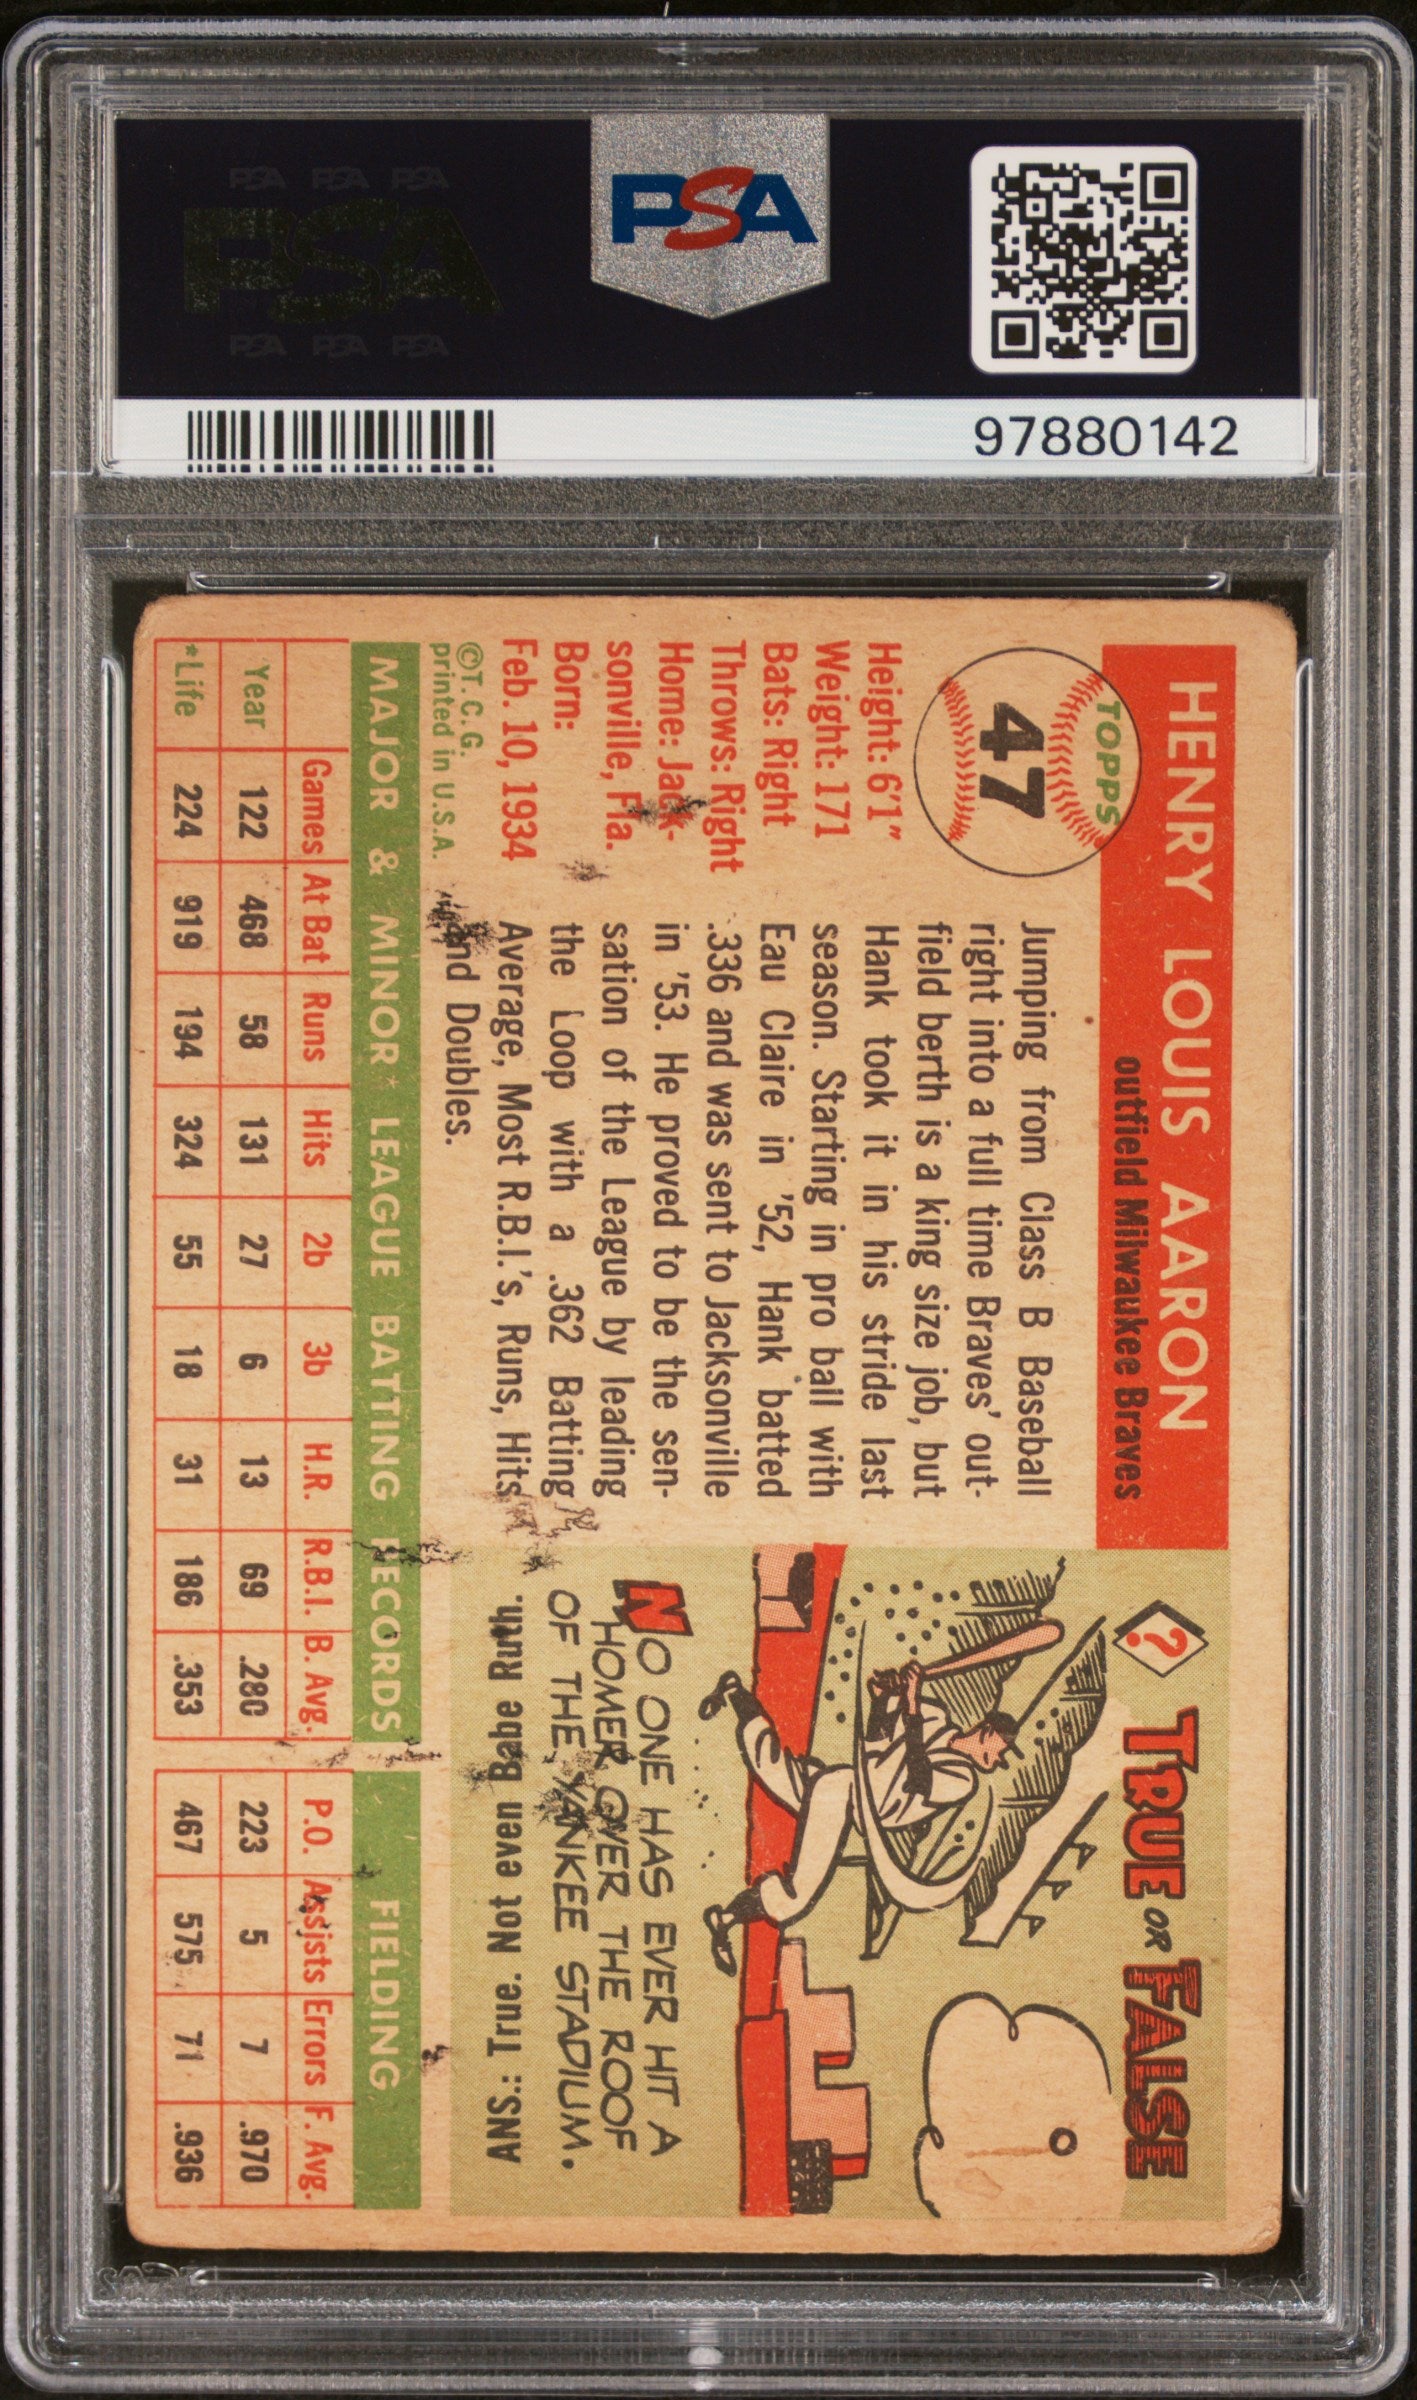 PSA PSA PSA
PSA
PSA PSA PSA
PSA
97880142
HENRY LOUIS AARON
outfield Milwaukee Braves
TOPPS
47
Height: 6'1"
Weight: 171
Bats: Right
Throws: Right
Home: Jack-
sonville, Fla.
Born:
Feb. 10, 1934
©T.C.G.
printed in U.S.A.
Jumping from Class B Baseball
right into a full time Braves' out-
field berth is a king size job, but
Hank took it in his stride last
season. Starting in pro ball with
Eau Claire in '52, Hank batted
.336 and was sent to Jacksonville
in '53. He proved to be the sen-
sation of the League by leading
the Loop with a .362 Batting
Average, Most R.B.I.'s, Runs, Hits
and Doubles.
? TRUE OR FALSE
NO ONE HAS EVER HIT A
HOMER OVER THE ROOF
OF THE YANKEE STADIUM.
ANS.: True. Not even Babe Ruth.
MAJOR & MINOR* LEAGUE BATTING RECORDS FIELDING
Games At Bat Runs Hits 2b 3b H.R. R.B.I. B. Avg. P.O. Assists Errors F. Avg.
Year 122 468 58 131 27 6 13 69 .280 223 5 7 .970
*Life 224 919 194 324 55 18 31 186 .353 467 575 71 .936